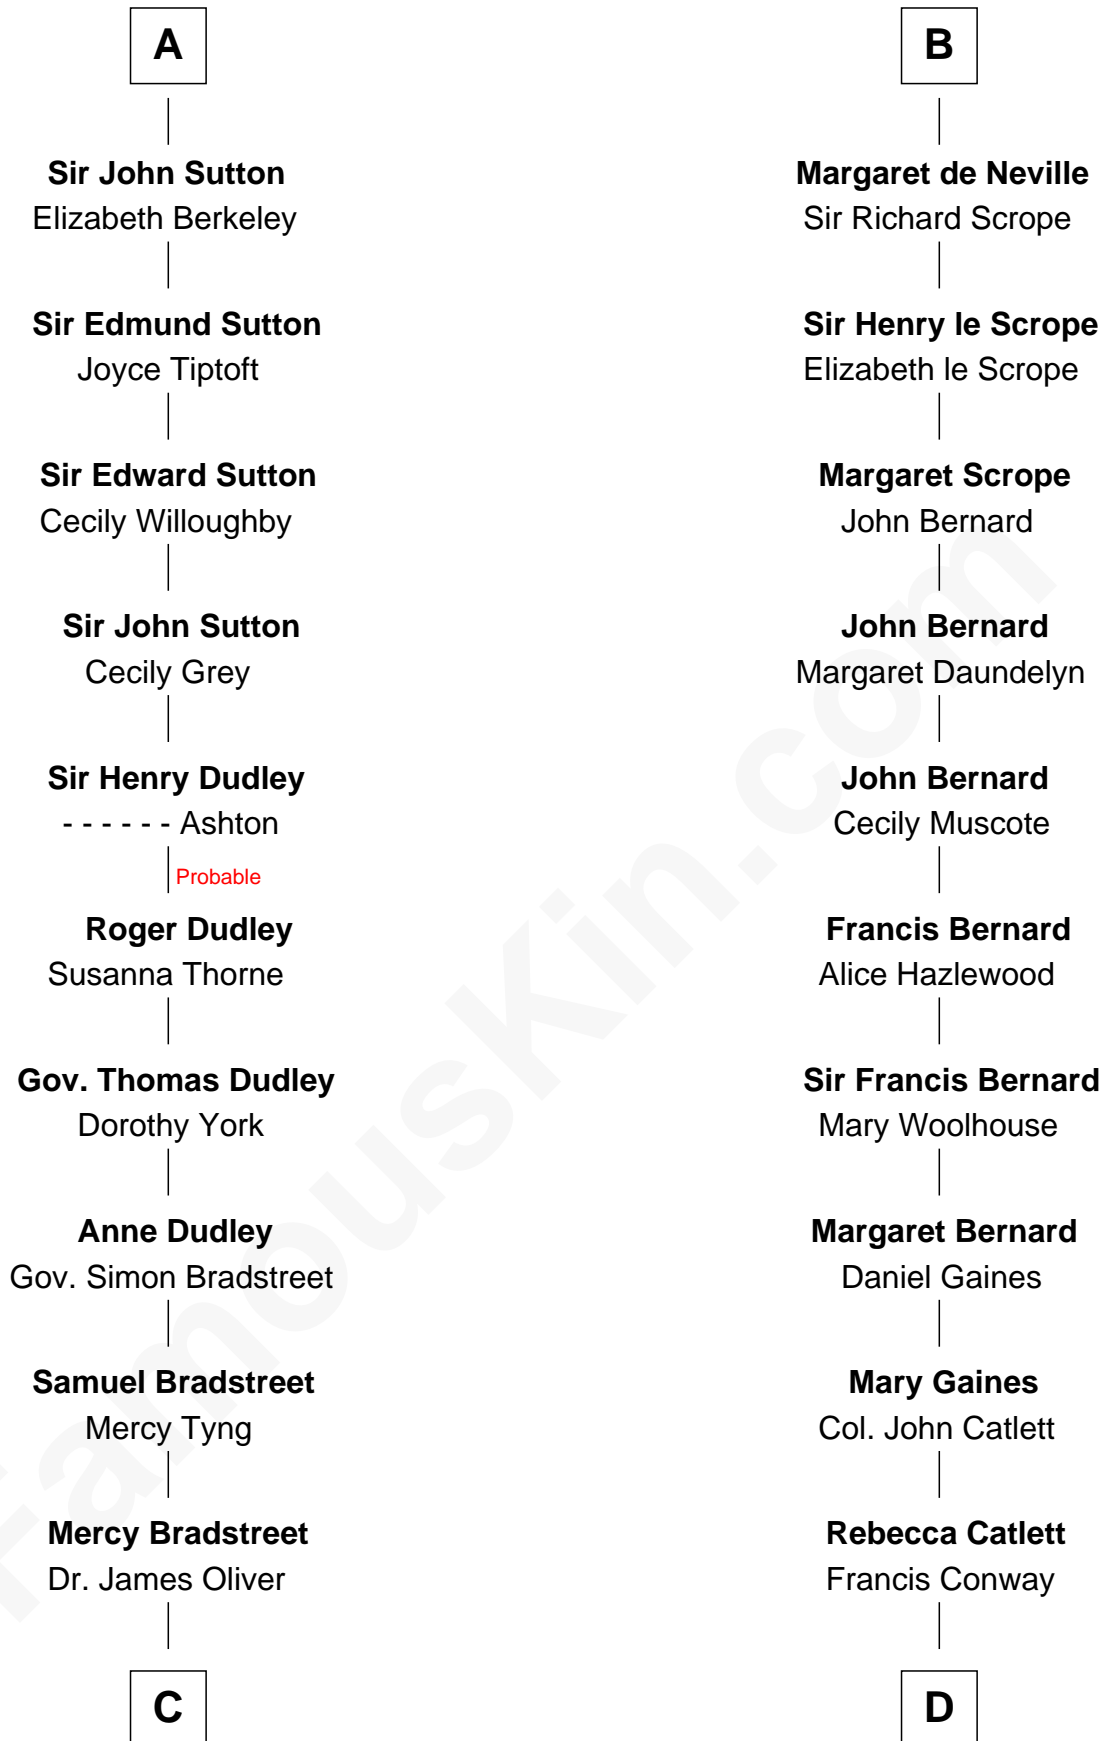 A
Sir John Sutton
Elizabeth Berkeley
Sir Edmund Sutton
Joyce Tiptoft
Sir Edward Sutton
Cecily Willoughby
Sir John Sutton
Cecily Grey
Sir Henry Dudley
- - - - - - Ashton
Probable
Roger Dudley
Susanna Thorne
Gov. Thomas Dudley
Dorothy York
Anne Dudley
Gov. Simon Bradstreet
Samuel Bradstreet
Mercy Tyng
Mercy Bradstreet
Dr. James Oliver
C
B
Margaret de Neville
Sir Richard Scrope
Sir Henry le Scrope
Elizabeth le Scrope
Margaret Scrope
John Bernard
John Bernard
Margaret Daundelyn
John Bernard
Cecily Muscote
Francis Bernard
Alice Hazlewood
Sir Francis Bernard
Mary Woolhouse
Margaret Bernard
Daniel Gaines
Mary Gaines
Col. John Catlett
Rebecca Catlett
Francis Conway
D
FamousKin.com